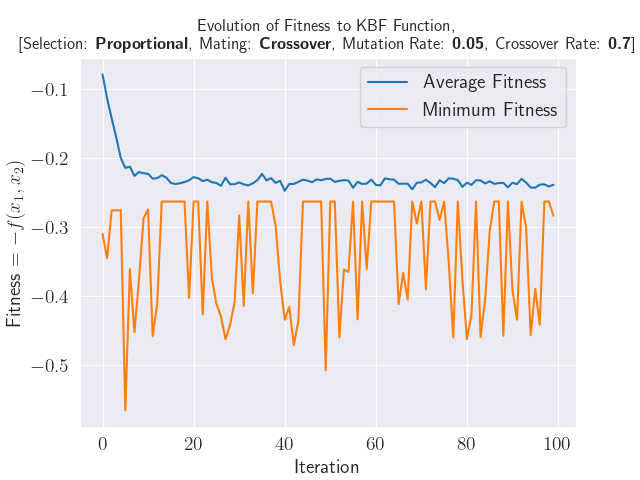 Evolution of Fitness to KBF Function,
[Selection: Proportional, Mating: Crossover, Mutation Rate: 0.05, Crossover Rate: 0.7]
Average Fitness
Minimum Fitness
−0.1
−0.2
−0.3
−0.4
−0.5
Fitness = −f(x₁, x₂)
0 20 40 60 80 100
Iteration